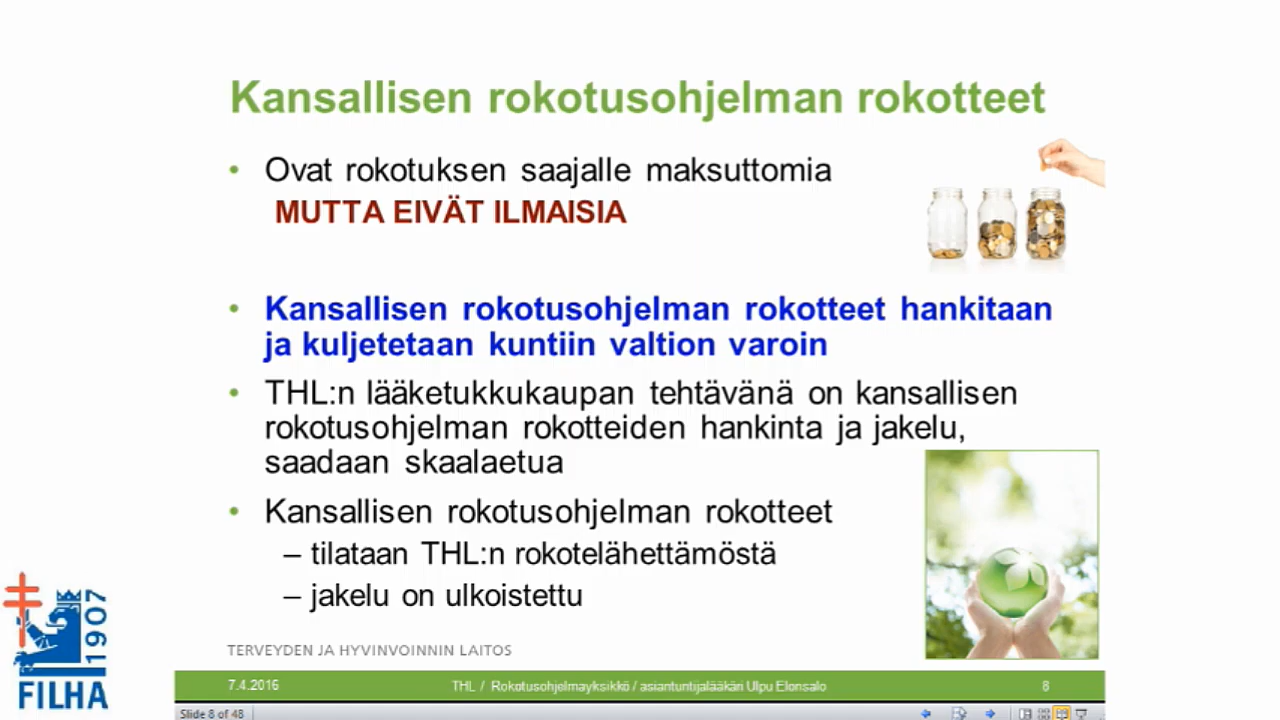 Kansallisen rokotusohjelman rokotteet
• Ovat rokotuksen saajalle maksuttomia
MUTTA EIVÄT ILMAISIA
• Kansallisen rokotusohjelman rokotteet hankitaan
ja kuljetetaan kuntiin valtion varoin
• THL:n lääketukkukaupan tehtävänä on kansallisen
rokotusohjelman rokotteiden hankinta ja jakelu,
saadaan skaalaetua
• Kansallisen rokotusohjelman rokotteet
– tilataan THL:n rokotelähettämöstä
– jakelu on ulkoistettu
1907
FILHA
TERVEYDEN JA HYVINVOINNIN LAITOS
7.4.2016 THL / Rokotusohjelmayksikkö / asiantuntijalääkäri Ulpu Elonsalo 8
Slide 8 of 48